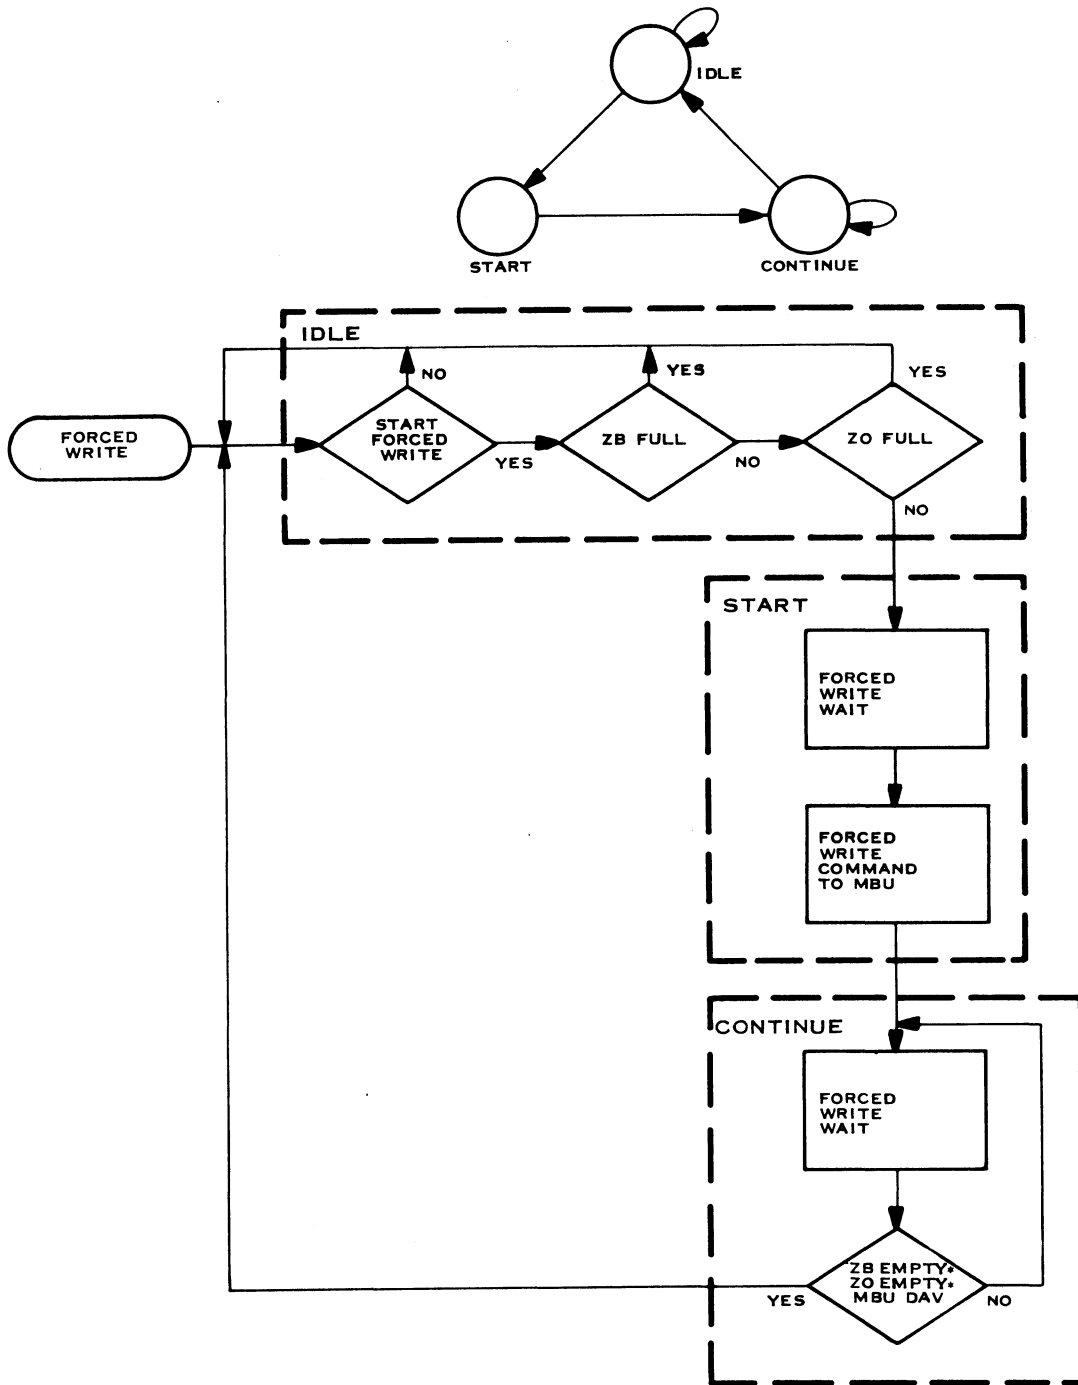 IDLE
START
CONTINUE
IDLE
NO
YES
YES
FORCED
WRITE
START
FORCED
WRITE
YES
ZB FULL
NO
ZO FULL
NO
START
FORCED
WRITE
WAIT
FORCED
WRITE
COMMAND
TO MBU
CONTINUE
FORCED
WRITE
WAIT
ZB EMPTY*
ZO EMPTY*
MBU DAV
YES
NO